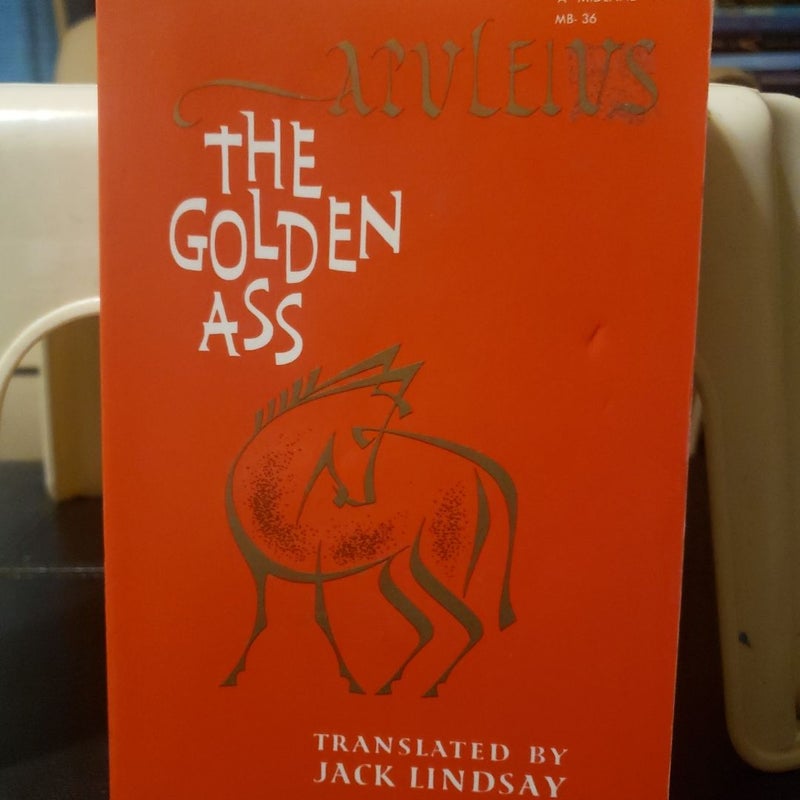 MB-36
APVLEIVS
THE
GOLDEN
ASS
TRANSLATED BY
JACK LINDSAY